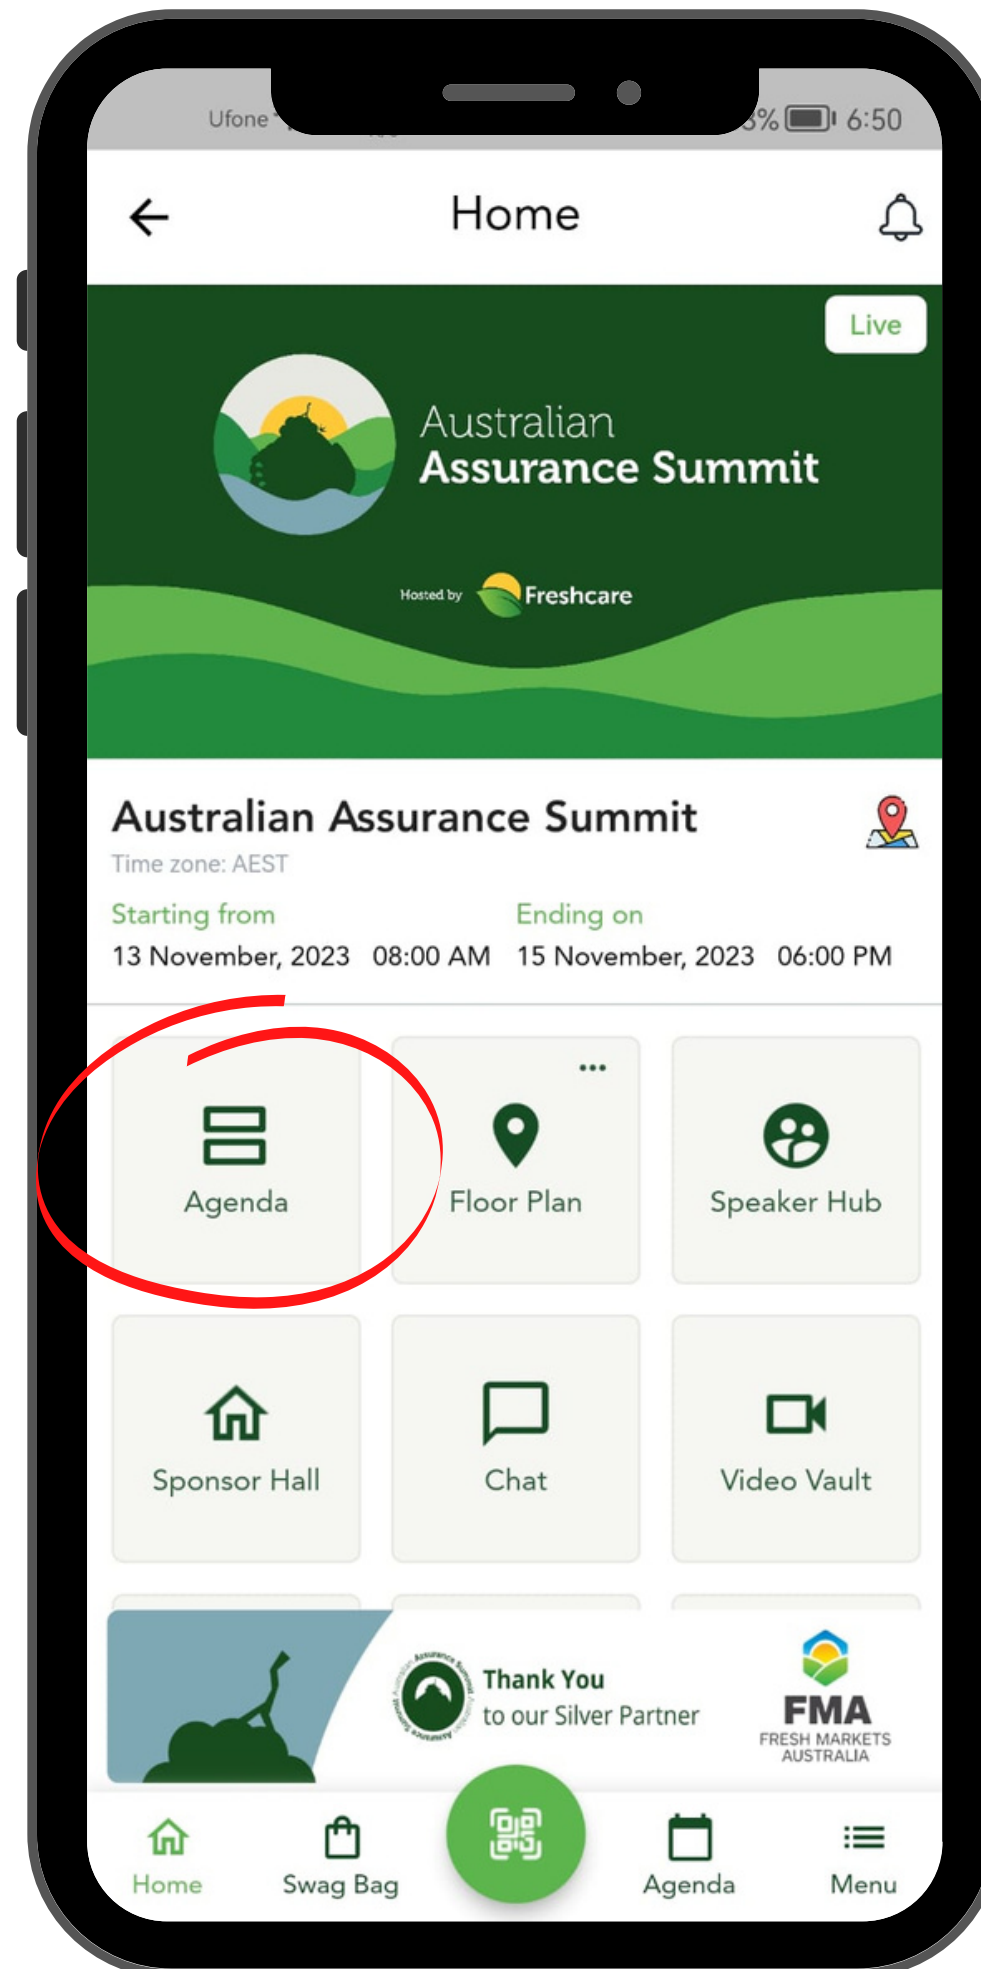 Ufone
% 6:50
Home
Live
Australian
Assurance Summit
Hosted by Freshcare
Australian Assurance Summit
Time zone: AEST
Starting from Ending on
13 November, 2023 08:00 AM 15 November, 2023 06:00 PM
Agenda Floor Plan Speaker Hub
Sponsor Hall Chat Video Vault
Australian Assurance Summit
Thank You
to our Silver Partner
FMA
FRESH MARKETS
AUSTRALIA
Home Swag Bag Agenda Menu